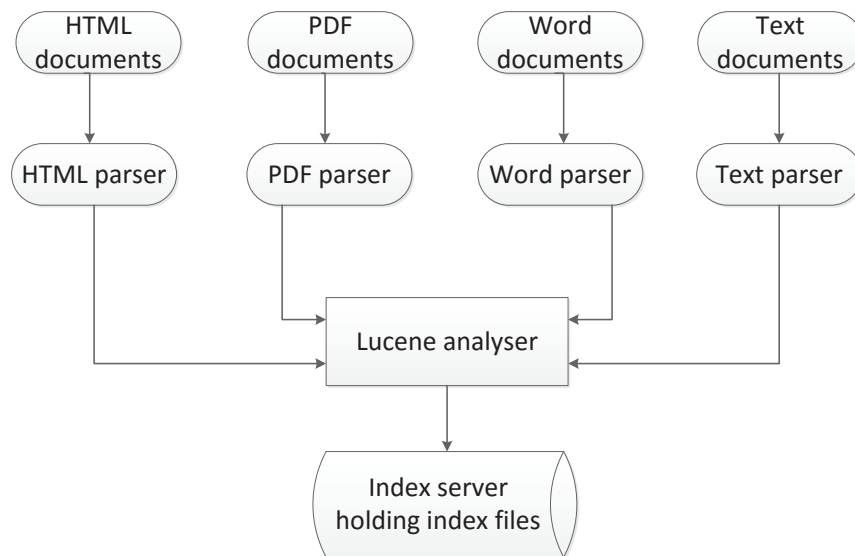 HTML
documents
PDF
documents
Word
documents
Text
documents
HTML parser
PDF parser
Word parser
Text parser
Lucene analyser
Index server
holding index files